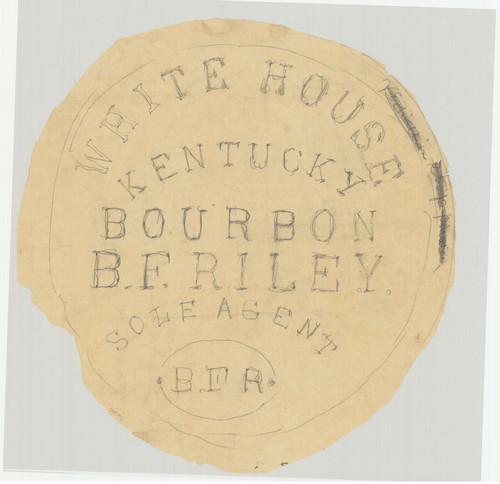 WHITE HOUSE
KENTUCKY
BOURBON
B.F. RILEY.
SOLE AGENT
B.F.R.